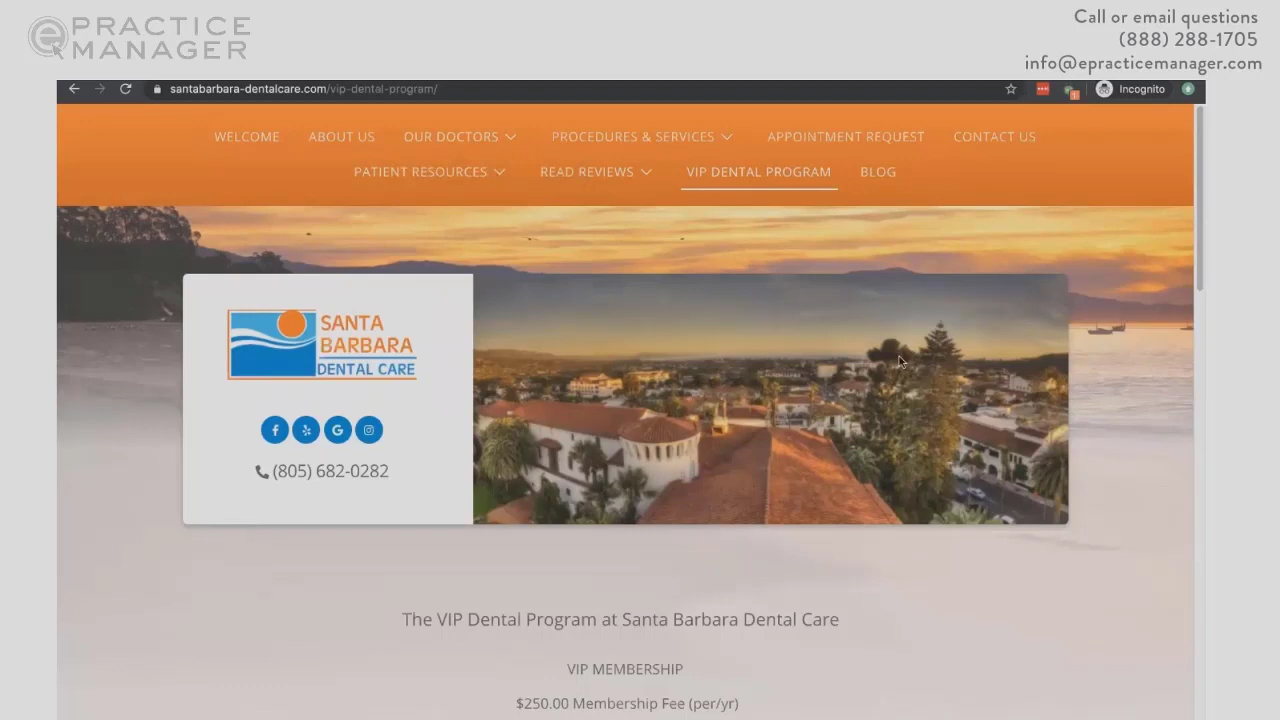 e PRACTICE
MANAGER
Call or email questions
(888) 288-1705
info@epracticemanager.com
santabarbara-dentalcare.com/vip-dental-program/
Incognito
WELCOME ABOUT US OUR DOCTORS PROCEDURES & SERVICES APPOINTMENT REQUEST CONTACT US
PATIENT RESOURCES READ REVIEWS VIP DENTAL PROGRAM BLOG
SANTA
BARBARA
DENTAL CARE
(805) 682-0282
The VIP Dental Program at Santa Barbara Dental Care
VIP MEMBERSHIP
$250.00 Membership Fee (per/yr)